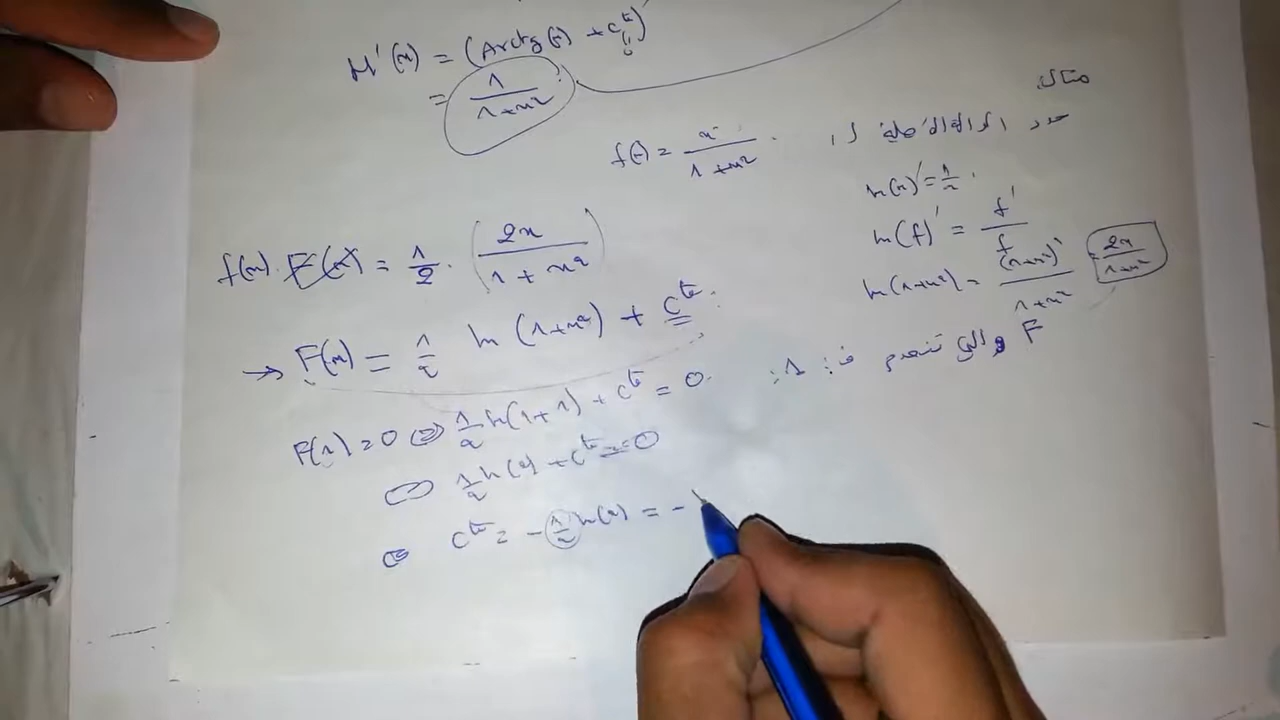 H'(x) = (Arctg(x) + cᵗᵉ)'
= 1/(1+x²)
مثال:
حدد الدالة الأصلية ل
f(x) = x/(1+x²)
ln(x)' = 1/x
ln(f)' = f'/f
ln(1+x²) = (1+x²)'/(1+x²) = 2x/(1+x²)
f(x) F(x) = 1/2 · (2x/(1+x²))
→ F(x) = 1/2 ln(1+x²) + cᵗᵉ
F والتي تنعدم في 1:
F(1) = 0 ⇔ 1/2 ln(1+1) + cᵗᵉ = 0
⇔ 1/2 ln(2) + cᵗᵉ = 0
⇔ cᵗᵉ = -1/2 ln(2) = -